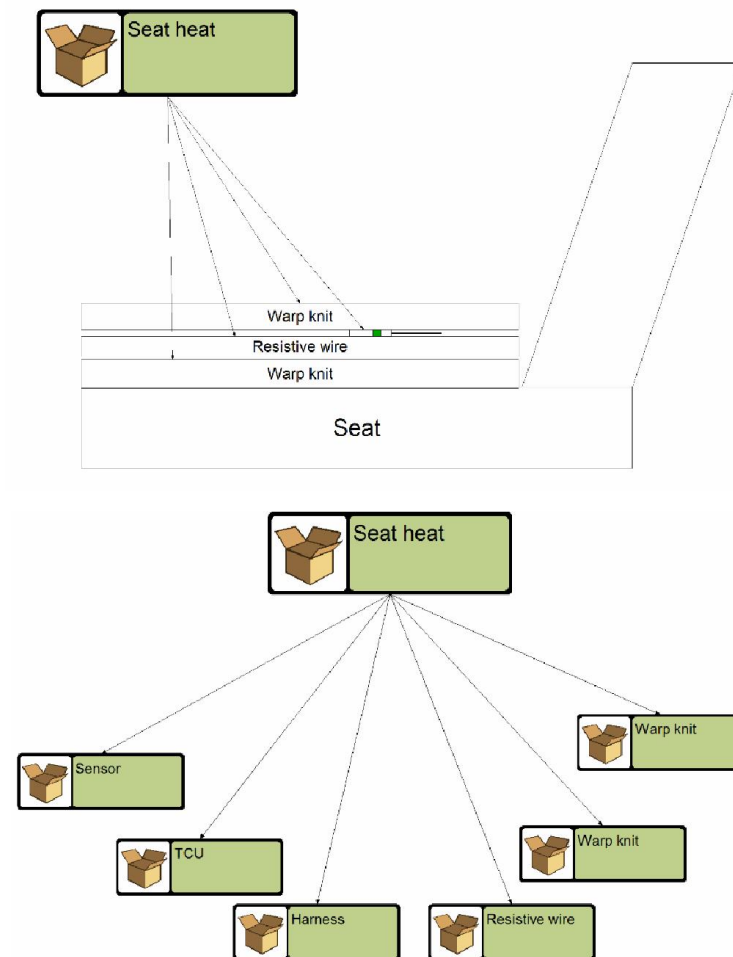 Seat heat
Warp knit
Resistive wire
Warp knit
Seat
Seat heat
Warp knit
Sensor
Warp knit
TCU
Harness
Resistive wire